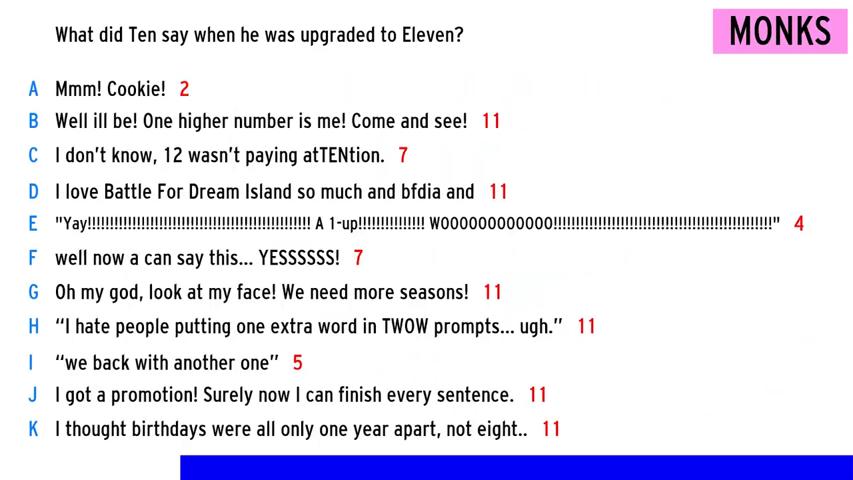 What did Ten say when he was upgraded to Eleven?
MONKS
A Mmm! Cookie! 2
B Well ill be! One higher number is me! Come and see! 11
C I don't know, 12 wasn't paying atTENtion. 7
D I love Battle For Dream Island so much and bfdia and 11
E "Yay!!!!!!!!!!!!!!!!!!!!!!!!!!!!!!!!!!!!!!!!!!!!!!!!!! A 1-up!!!!!!!!!!!!!!! WOOOOOOOOOOOO!!!!!!!!!!!!!!!!!!!!!!!!!!!!!!!!!!!!!!!!!!!!!!!!!" 4
F well now a can say this... YESSSSSS! 7
G Oh my god, look at my face! We need more seasons! 11
H “I hate people putting one extra word in TWOW prompts... ugh.” 11
I “we back with another one” 5
J I got a promotion! Surely now I can finish every sentence. 11
K I thought birthdays were all only one year apart, not eight.. 11